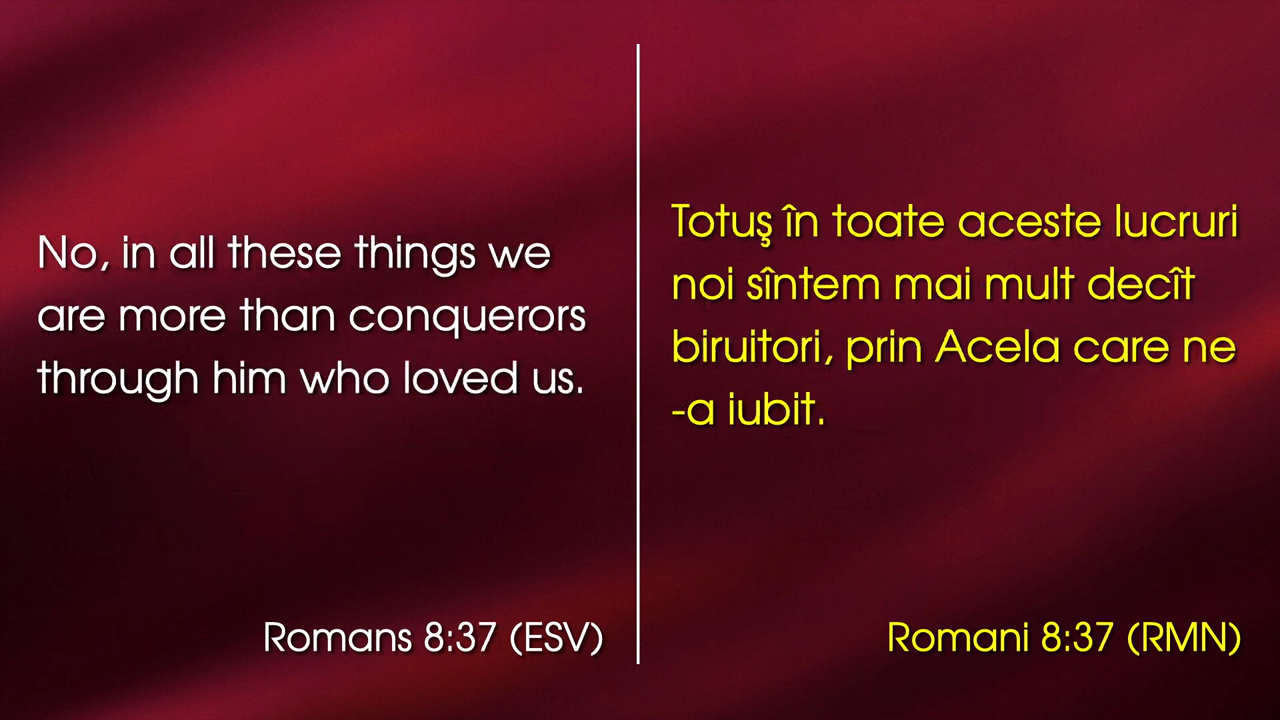 No, in all these things we
are more than conquerors
through him who loved us.
Romans 8:37 (ESV)
Totuş în toate aceste lucruri
noi sîntem mai mult decît
biruitori, prin Acela care ne
-a iubit.
Romani 8:37 (RMN)